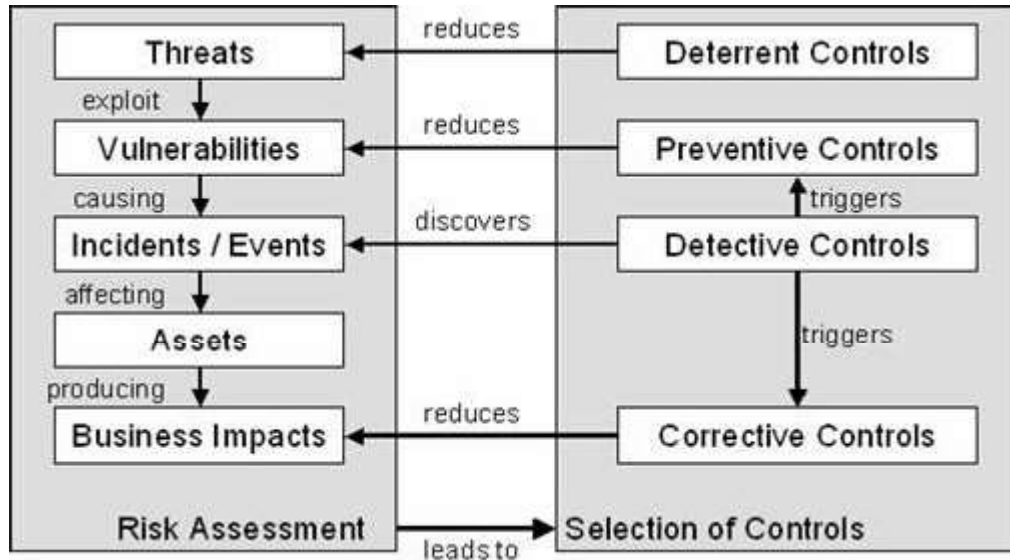 Threats
reduces
Deterrent Controls
exploit
Vulnerabilities
reduces
Preventive Controls
causing
triggers
Incidents / Events
discovers
Detective Controls
affecting
Assets
triggers
producing
Business Impacts
reduces
Corrective Controls
Risk Assessment
leads to
Selection of Controls